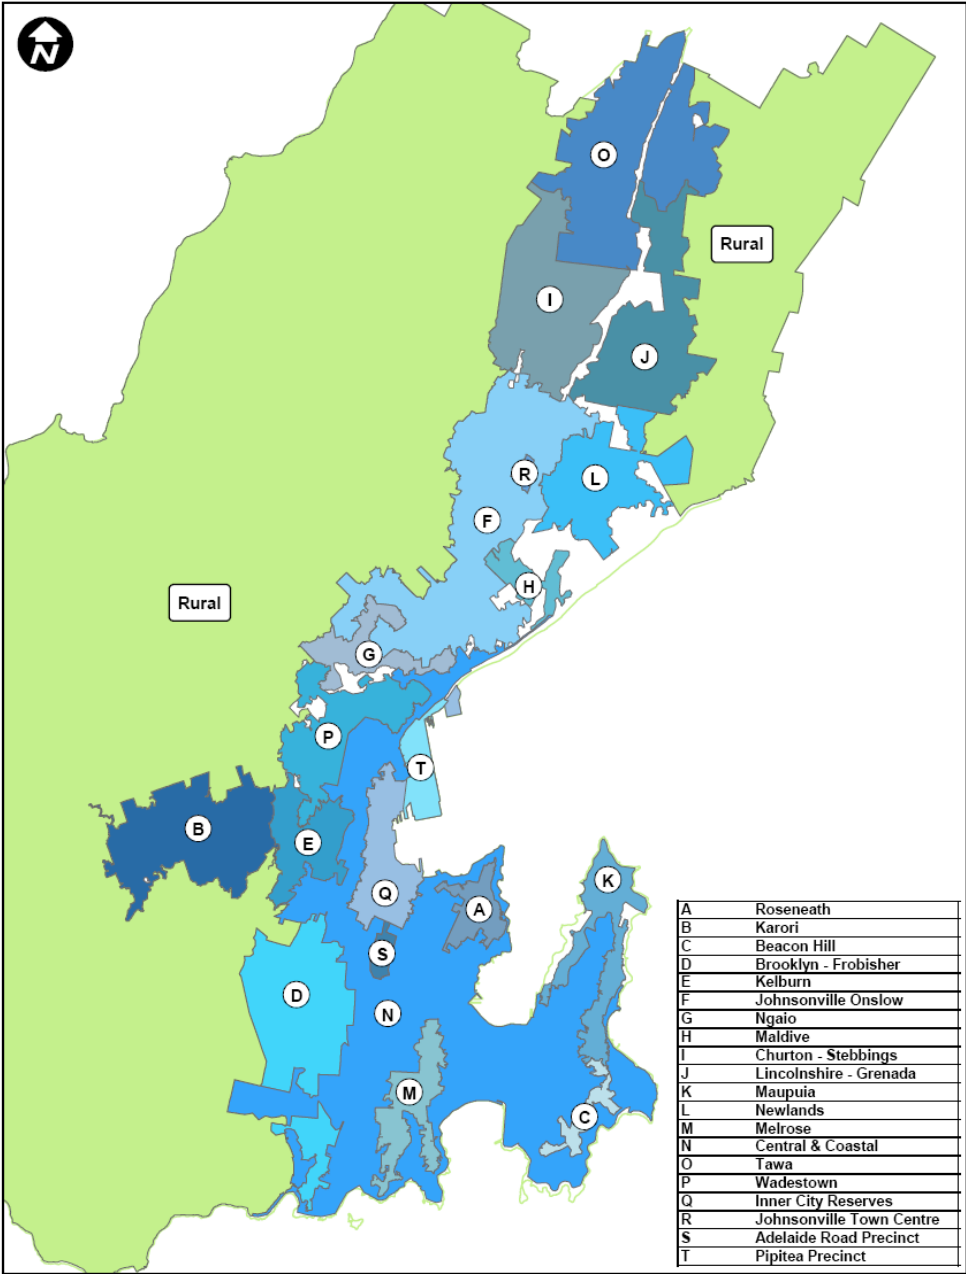 N
O
Rural
I
J
R
L
F
H
Rural
G
P
T
B
E
K
Q
A
S
D
N
M
C
A Roseneath
B Karori
C Beacon Hill
D Brooklyn - Frobisher
E Kelburn
F Johnsonville Onslow
G Ngaio
H Maldive
I Churton - Stebbings
J Lincolnshire - Grenada
K Maupuia
L Newlands
M Melrose
N Central & Coastal
O Tawa
P Wadestown
Q Inner City Reserves
R Johnsonville Town Centre
S Adelaide Road Precinct
T Pipitea Precinct